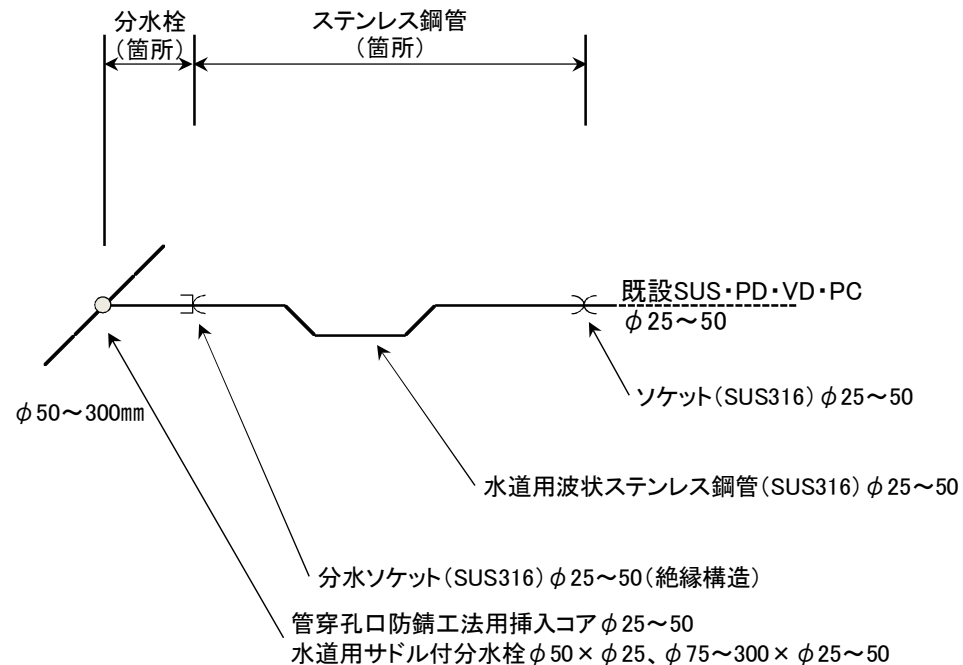 分水栓
(箇所)
ステンレス鋼管
(箇所)
既設SUS・PD・VD・PC
φ25~50
ソケット(SUS316)φ25~50
φ50~300㎜
水道用波状ステンレス鋼管(SUS316)φ25~50
分水ソケット(SUS316)φ25~50(絶縁構造)
管穿孔口防錆工法用挿入コアφ25~50
水道用サドル付分水栓φ50×φ25、φ75~300×φ25~50